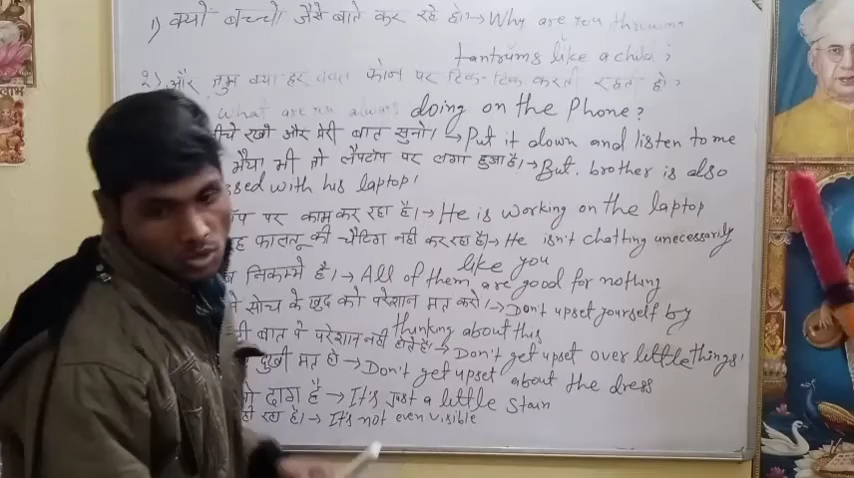 1) क्यों बच्चों जैसे बाते कर रहे हो।→ Why are you throwing
tantrums like a child?
2) और तुम क्या हर वक्त फोन पर टिक-टिक करती रहती हो?
What are you always doing on the Phone?
रखो और मेरी बात सुनो। → Put it down and listen to me
भैया भी तो लैपटॉप पर लगा हुआ है।→ But. brother is also
with his laptop!
पर काम कर रहा है।→ He is working on the laptop
फालतू की चैटिंग नही कर रहा है।→ He isn't chatting unecessarily
like you
निकम्मे है।→ All of them are good for nothing
सोच के खुद को परेशान मत करो।→ Don't upset yourself by
thinking about this
बात पे परेशान नही होते है।→ Don't get upset over little things!
दुखी मत हो → Don't get upset about the dress
दाग है → It's Just a little stain
रहा है।→ It's not even visible